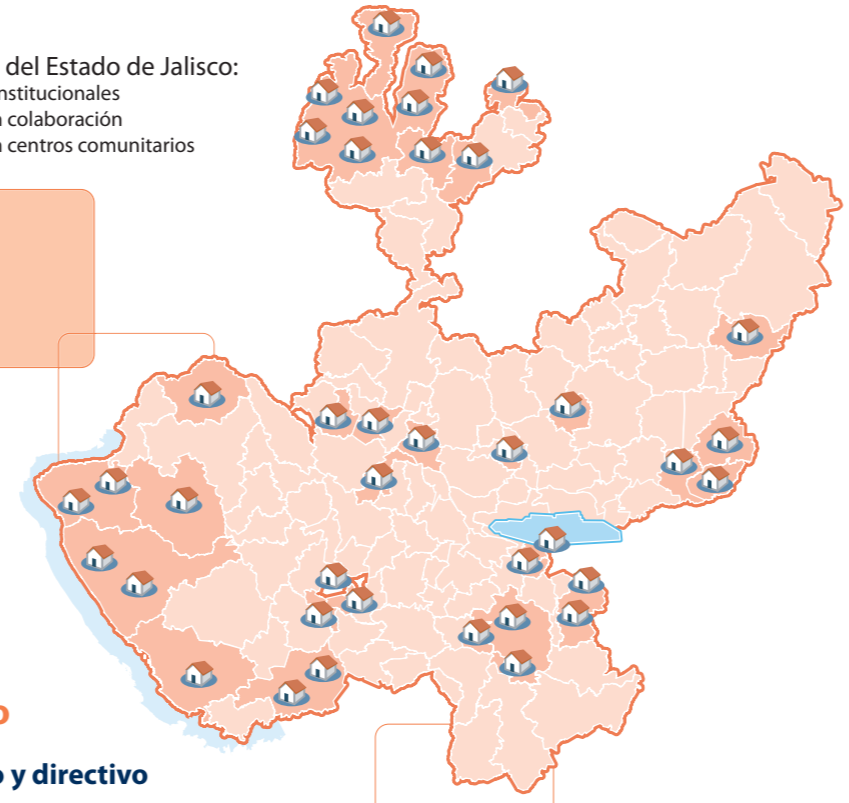 del Estado de Jalisco:
nstitucionales
colaboración
centros comunitarios
o
y directivo